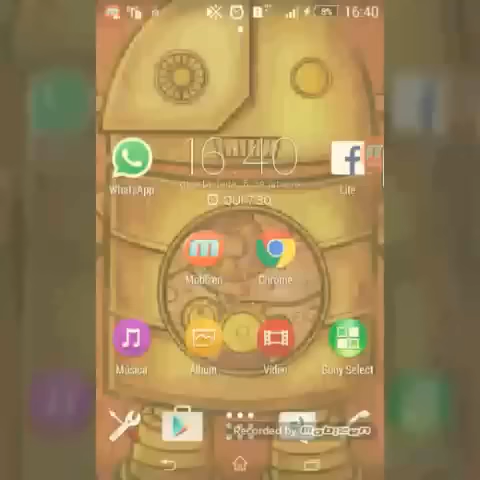 8% 16:40
16 40
QUI 7:30
WhatsApp
Lite
Mobizen
Chrome
Música
Álbum
Vídeo
Sony Select
Recorded by Mobizen